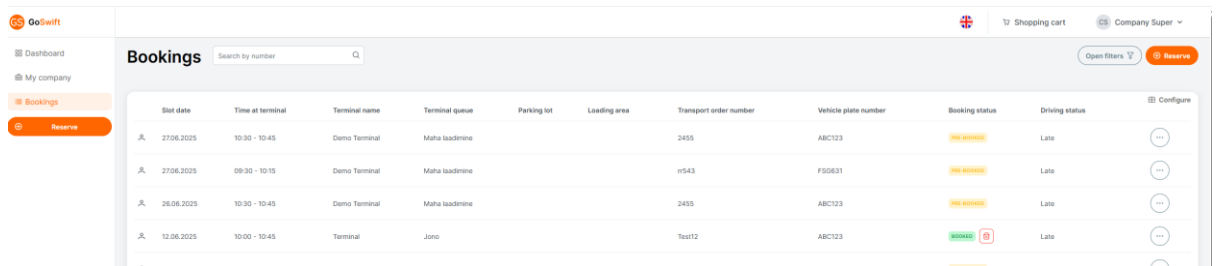 GS GoSwift
Shopping cart
CS Company Super
Dashboard
My company
Bookings
Reserve
Bookings
Search by number
Open filters
Reserve
Configure
Slot date Time at terminal Terminal name Terminal queue Parking lot Loading area Transport order number Vehicle plate number Booking status Driving status
27.06.2025 10:30 - 10:45 Demo Terminal Maha laadimine 2455 ABC123 PRE-BOOKED Late
27.06.2025 09:30 - 10:15 Demo Terminal Maha laadimine rr543 FSG631 PRE-BOOKED Late
26.06.2025 10:30 - 10:45 Demo Terminal Maha laadimine 2455 ABC123 PRE-BOOKED Late
12.06.2025 10:00 - 10:45 Terminal Jono Test12 ABC123 BOOKED Late